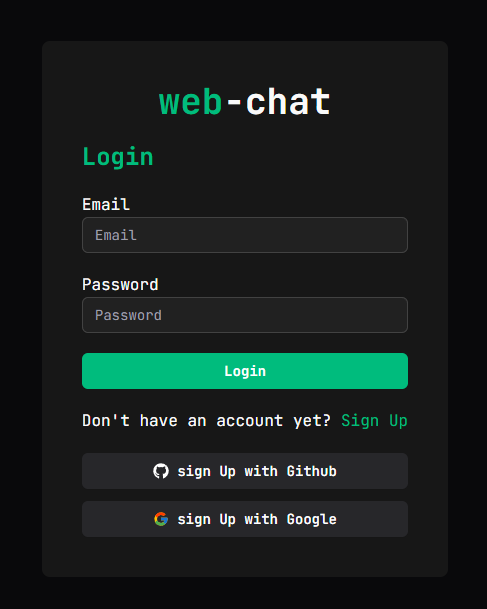 web-chat
Login
Email
Email
Password
Password
Login
Don't have an account yet? Sign Up
sign Up with Github
sign Up with Google